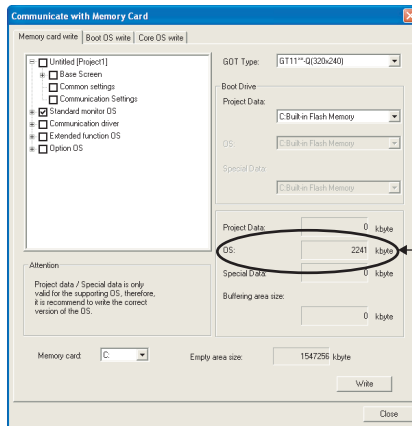 Communicate with Memory Card
Memory card write
Boot OS write
Core OS write
Untitled [Project1]
Base Screen
Common settings
Communication Settings
Standard monitor OS
Communication driver
Extended function OS
Option OS
GOT Type:
GT11**-Q(320x240)
Boot Drive
Project Data:
C:Built-in Flash Memory
OS:
C:Built-in Flash Memory
Special Data:
C:Built-in Flash Memory
Project Data: 0 kbyte
OS: 2241 kbyte
Special Data: 0 kbyte
Buffering area size:
0 kbyte
Attention
Project data / Special data is only
valid for the supporting OS, therefore,
it is recommend to write the correct
version of the OS.
Memory card: C:
Empty area size: 1547256 kbyte
Write
Close